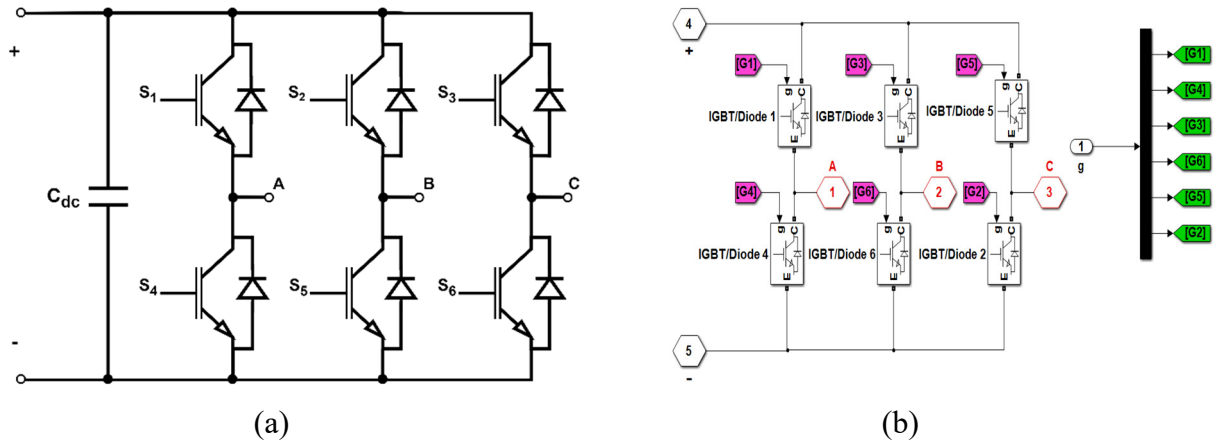 +
S1
S2
S3
Cdc
A
B
C
S4
S5
S6
-
(a)
4
+
[G1]
[G3]
[G5]
g
C
g
C
g
C
IGBT/Diode 1
IGBT/Diode 3
IGBT/Diode 5
E
E
E
A
B
C
1
2
3
[G4]
[G6]
[G2]
g
C
g
C
g
C
IGBT/Diode 4
IGBT/Diode 6
IGBT/Diode 2
E
E
E
5
-
1
g
[G1]
[G4]
[G3]
[G6]
[G5]
[G2]
(b)